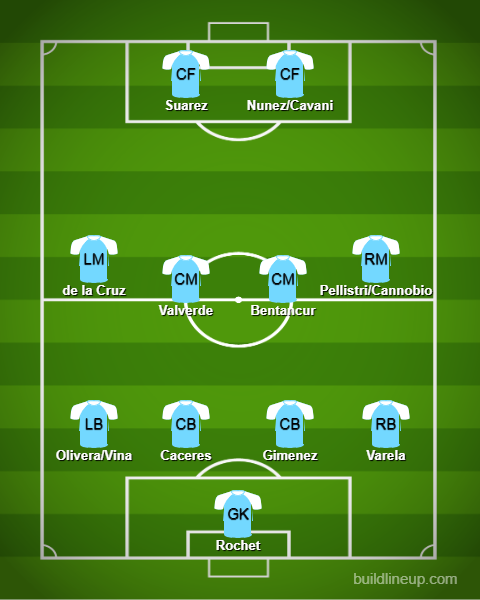 CF
CF
Suarez
Nunez/Cavani
LM
RM
de la Cruz
Pellistri/Cannobio
CM
CM
Valverde
Bentancur
LB
CB
CB
RB
Olivera/Vina
Caceres
Gimenez
Varela
GK
Rochet
buildlineup.com